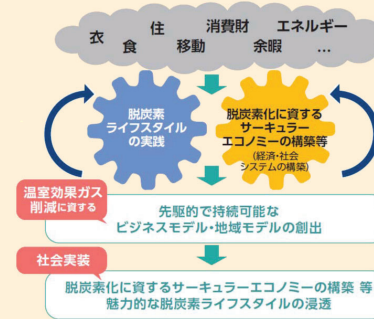 衣 住 消費財 エネルギー
食 移動 余暇 …
脱炭素
ライフスタイル
の実践
脱炭素化に資する
サーキュラー
エコノミーの構築等
(経済・社会
システムの構築)
温室効果ガス
削減に資する
先駆的で持続可能な
ビジネスモデル・地域モデルの創出
社会実装
脱炭素化に資するサーキュラーエコノミーの構築 等
魅力的な脱炭素ライフスタイルの浸透